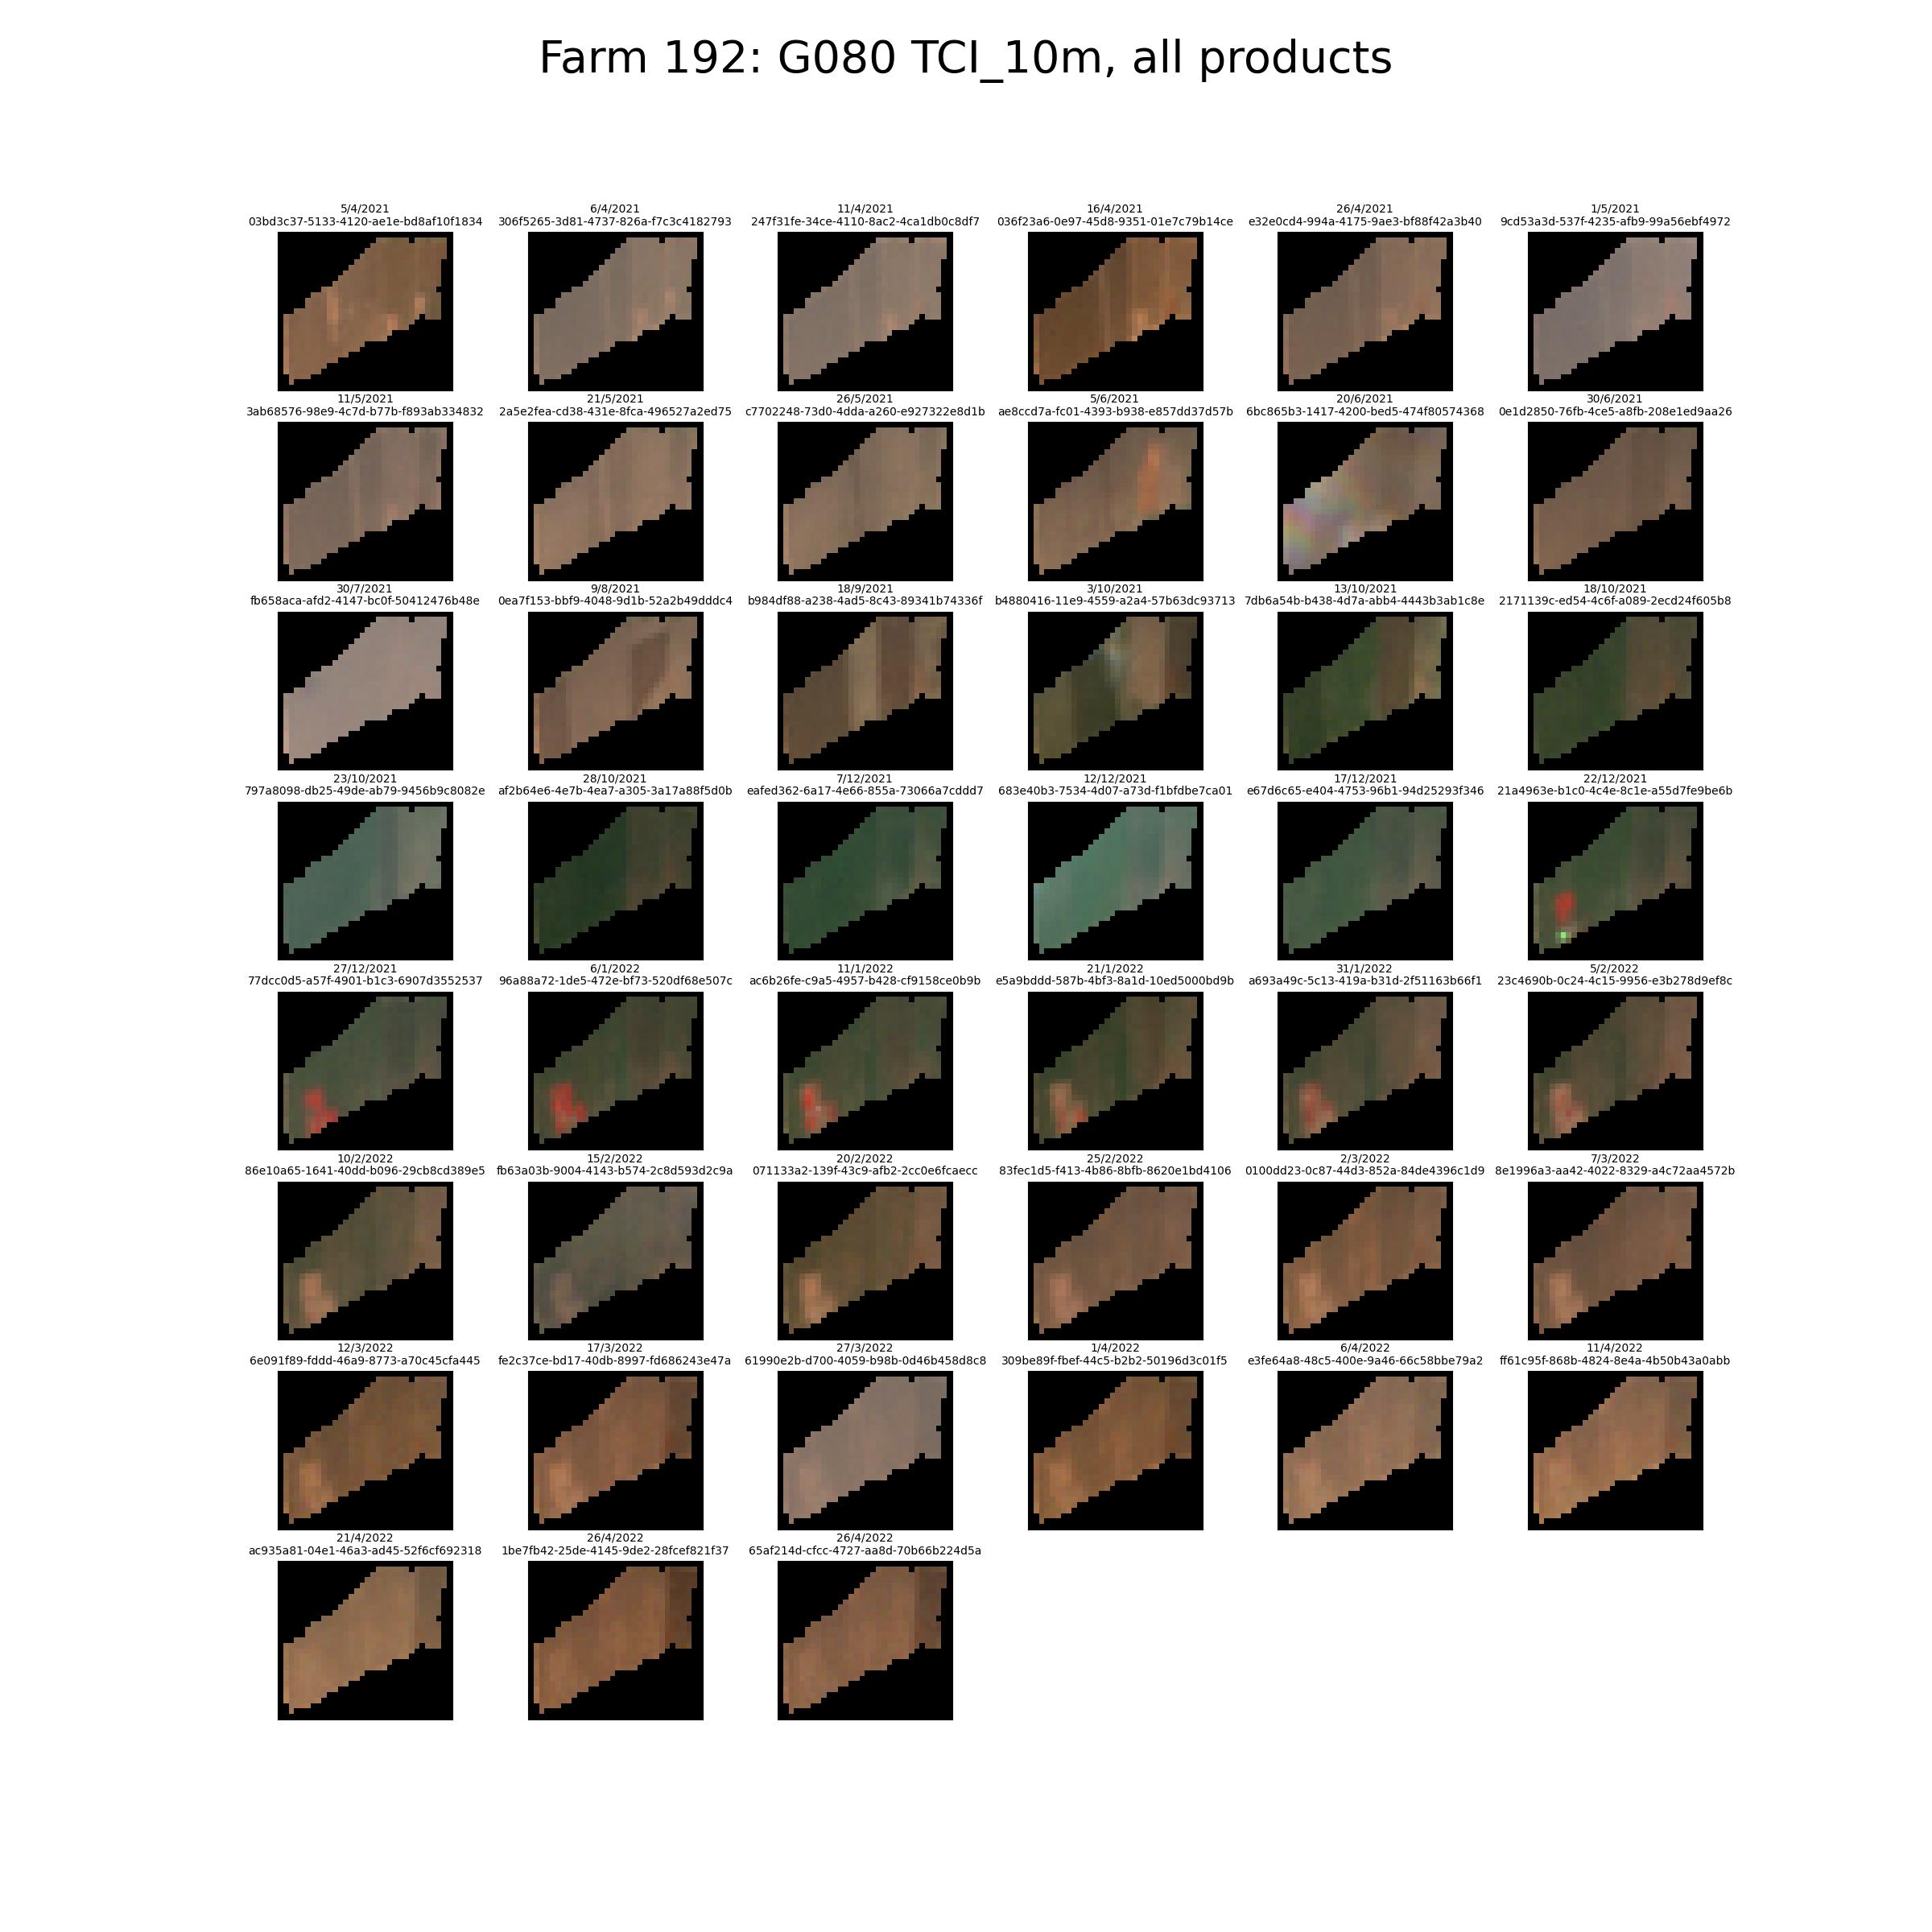 Farm 192: G080 TCI_10m, all products
5/4/2021 6/4/2021 11/4/2021 16/4/2021 26/4/2021 1/5/2021
03bd3c37-5133-4120-ae1e-bd8af10f1834 306f5265-3d81-4737-826a-f7c3c4182793 247f31fe-34ce-4110-8ac2-4ca1db0c8df7 036f23a6-0e97-45d8-9351-01e7c79b14ce e32e0cd4-994a-4175-9ae3-bf88f42a3b40 9cd53a3d-537f-4235-afb9-99a56ebf4972
11/5/2021 21/5/2021 26/5/2021 5/6/2021 20/6/2021 30/6/2021
3ab68576-98e9-4c7d-b77b-f893ab334832 2a5e2fea-cd38-431e-8fca-496527a2ed75 c7702248-73d0-4dda-a260-e927322e8d1b ae8ccd7a-fc01-4393-b938-e857dd37d57b 6bc865b3-1417-4200-bed5-474f80574368 0e1d2850-76fb-4ce5-a8fb-208e1ed9aa26
30/7/2021 9/8/2021 18/9/2021 3/10/2021 13/10/2021 18/10/2021
fb658aca-afd2-4147-bc0f-50412476b48e 0ea7f153-bbf9-4048-9d1b-52a2b49dddc4 b984df88-a238-4ad5-8c43-89341b74336f b4880416-11e9-4559-a2a4-57b63dc93713 7db6a54b-b438-4d7a-abb4-4443b3ab1c8e 2171139c-ed54-4c6f-a089-2ecd24f605b8
23/10/2021 28/10/2021 7/12/2021 12/12/2021 17/12/2021 22/12/2021
797a8098-db25-49de-ab79-9456b9c8082e af2b64e6-4e7b-4ea7-a305-3a17a88f5d0b eafed362-6a17-4e66-855a-73066a7cddd7 683e40b3-7534-4d07-a73d-f1bfdbe7ca01 e67d6c65-e404-4753-96b1-94d25293f346 21a4963e-b1c0-4c4e-8c1e-a55d7fe9be6b
27/12/2021 6/1/2022 11/1/2022 21/1/2022 31/1/2022 5/2/2022
77dcc0d5-a57f-4901-b1c3-6907d3552537 96a88a72-1de5-472e-bf73-520df68e507c ac6b26fe-c9a5-4957-b428-cf9158ce0b9b e5a9bddd-587b-4bf3-8a1d-10ed5000bd9b a693a49c-5c13-419a-b31d-2f51163b66f1 23c4690b-0c24-4c15-9956-e3b278d9ef8c
10/2/2022 15/2/2022 20/2/2022 25/2/2022 2/3/2022 7/3/2022
86e10a65-1641-40dd-b096-29cb8cd389e5 fb63a03b-9004-4143-b574-2c8d593d2c9a 071133a2-139f-43c9-afb2-2cc0e6fcaecc 83fec1d5-f413-4b86-8bfb-8620e1bd4106 0100dd23-0c87-44d3-852a-84de4396c1d9 8e1996a3-aa42-4022-8329-a4c72aa4572b
12/3/2022 17/3/2022 27/3/2022 1/4/2022 6/4/2022 11/4/2022
6e091f89-fddd-46a9-8773-a70c45cfa445 fe2c37ce-bd17-40db-8997-fd686243e47a 61990e2b-d700-4059-b98b-0d46b458d8c8 309be89f-fbef-44c5-b2b2-50196d3c01f5 e3fe64a8-48c5-400e-9a46-66c58bbe79a2 ff61c95f-868b-4824-8e4a-4b50b43a0abb
21/4/2022 26/4/2022 26/4/2022
ac935a81-04e1-46a3-ad45-52f6cf692318 1be7fb42-25de-4145-9de2-28fcef821f37 65af214d-cfcc-4727-aa8d-70b66b224d5a